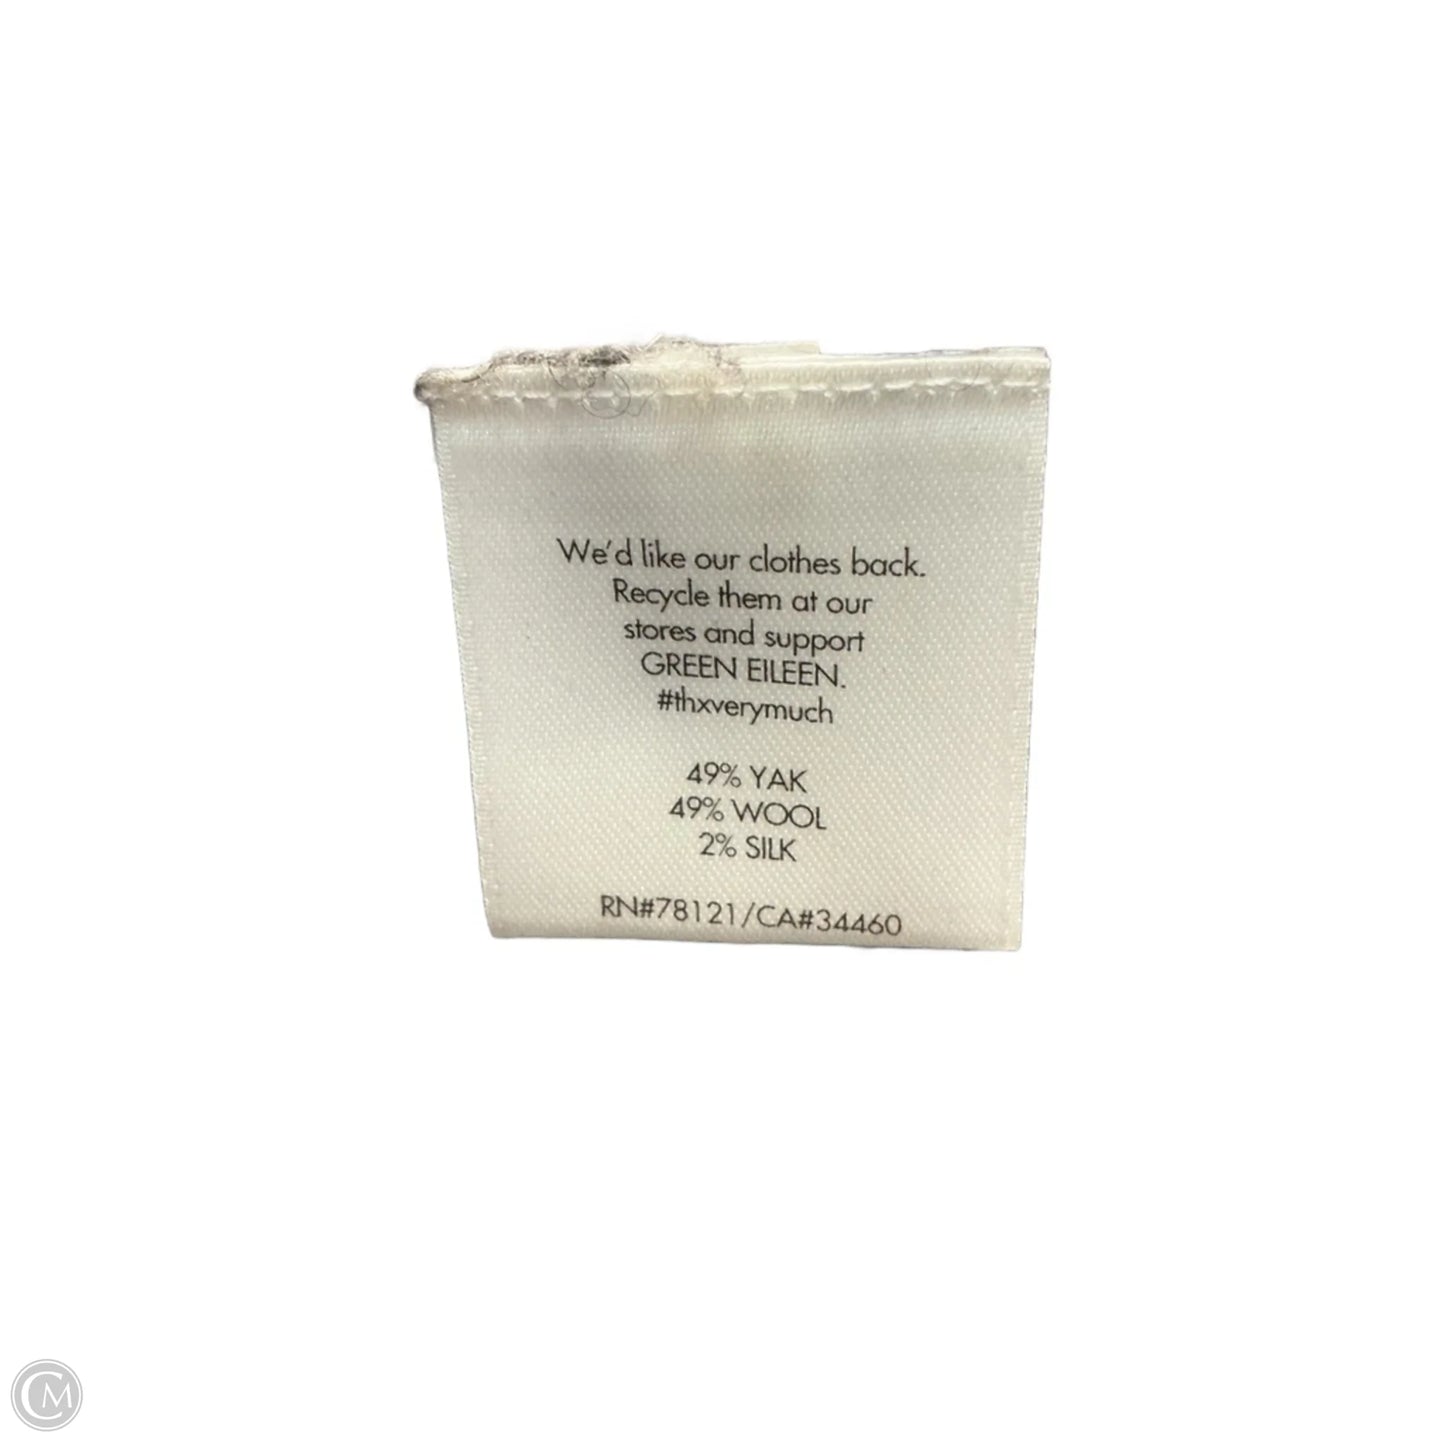 We'd like our clothes back.
Recycle them at our
stores and support
GREEN EILEEN.
#thxverymuch
49% YAK
49% WOOL
2% SILK
RN#78121/CA#34460
CM